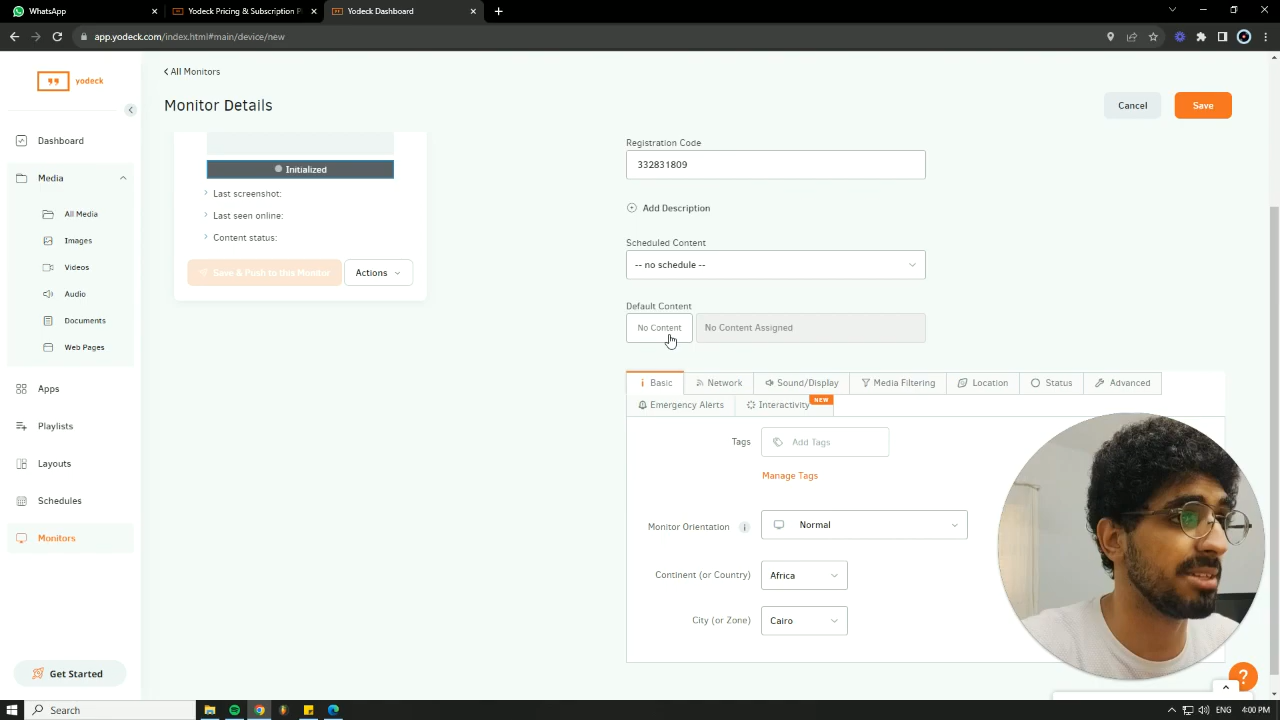 WhatsApp
Yodeck Pricing & Subscription P
Yodeck Dashboard
app.yodeck.com/index.html#main/device/new
yodeck
All Monitors
Monitor Details
Cancel
Save
Dashboard
Media
All Media
Images
Videos
Audio
Documents
Web Pages
Apps
Playlists
Layouts
Schedules
Monitors
Get Started
Initialized
Last screenshot:
Last seen online:
Content status:
Save & Push to this Monitor
Actions
Registration Code
332831809
Add Description
Scheduled Content
-- no schedule --
Default Content
No Content
No Content Assigned
Basic
Network
Sound/Display
Media Filtering
Location
Status
Advanced
Emergency Alerts
Interactivity
NEW
Tags
Add Tags
Manage Tags
Monitor Orientation
Normal
Continent (or Country)
Africa
City (or Zone)
Cairo
?
Search
ENG
4:00 PM